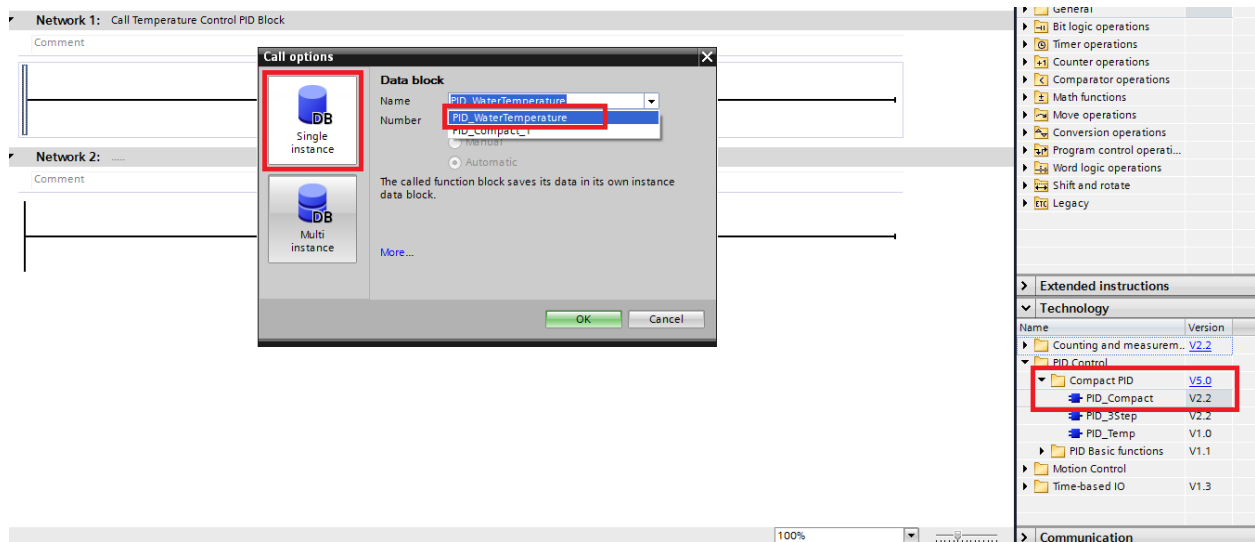 Network 1: Call Temperature Control PID Block
Comment
Call options
DB
Single
instance
DB
Multi
instance
Data block
Name PID_WaterTemperature
PID_WaterTemperature
Number PID_Compact_1
Manual
Automatic
The called function block saves its data in its own instance
data block.
More...
OK Cancel
Network 2: .....
Comment
100%
General
Bit logic operations
Timer operations
Counter operations
Comparator operations
Math functions
Move operations
Conversion operations
Program control operati...
Word logic operations
Shift and rotate
Legacy
Extended instructions
Technology
Name Version
Counting and measurem.. V2.2
PID Control
Compact PID V5.0
PID_Compact V2.2
PID_3Step V2.2
PID_Temp V1.0
PID Basic functions V1.1
Motion Control
Time-based IO V1.3
Communication